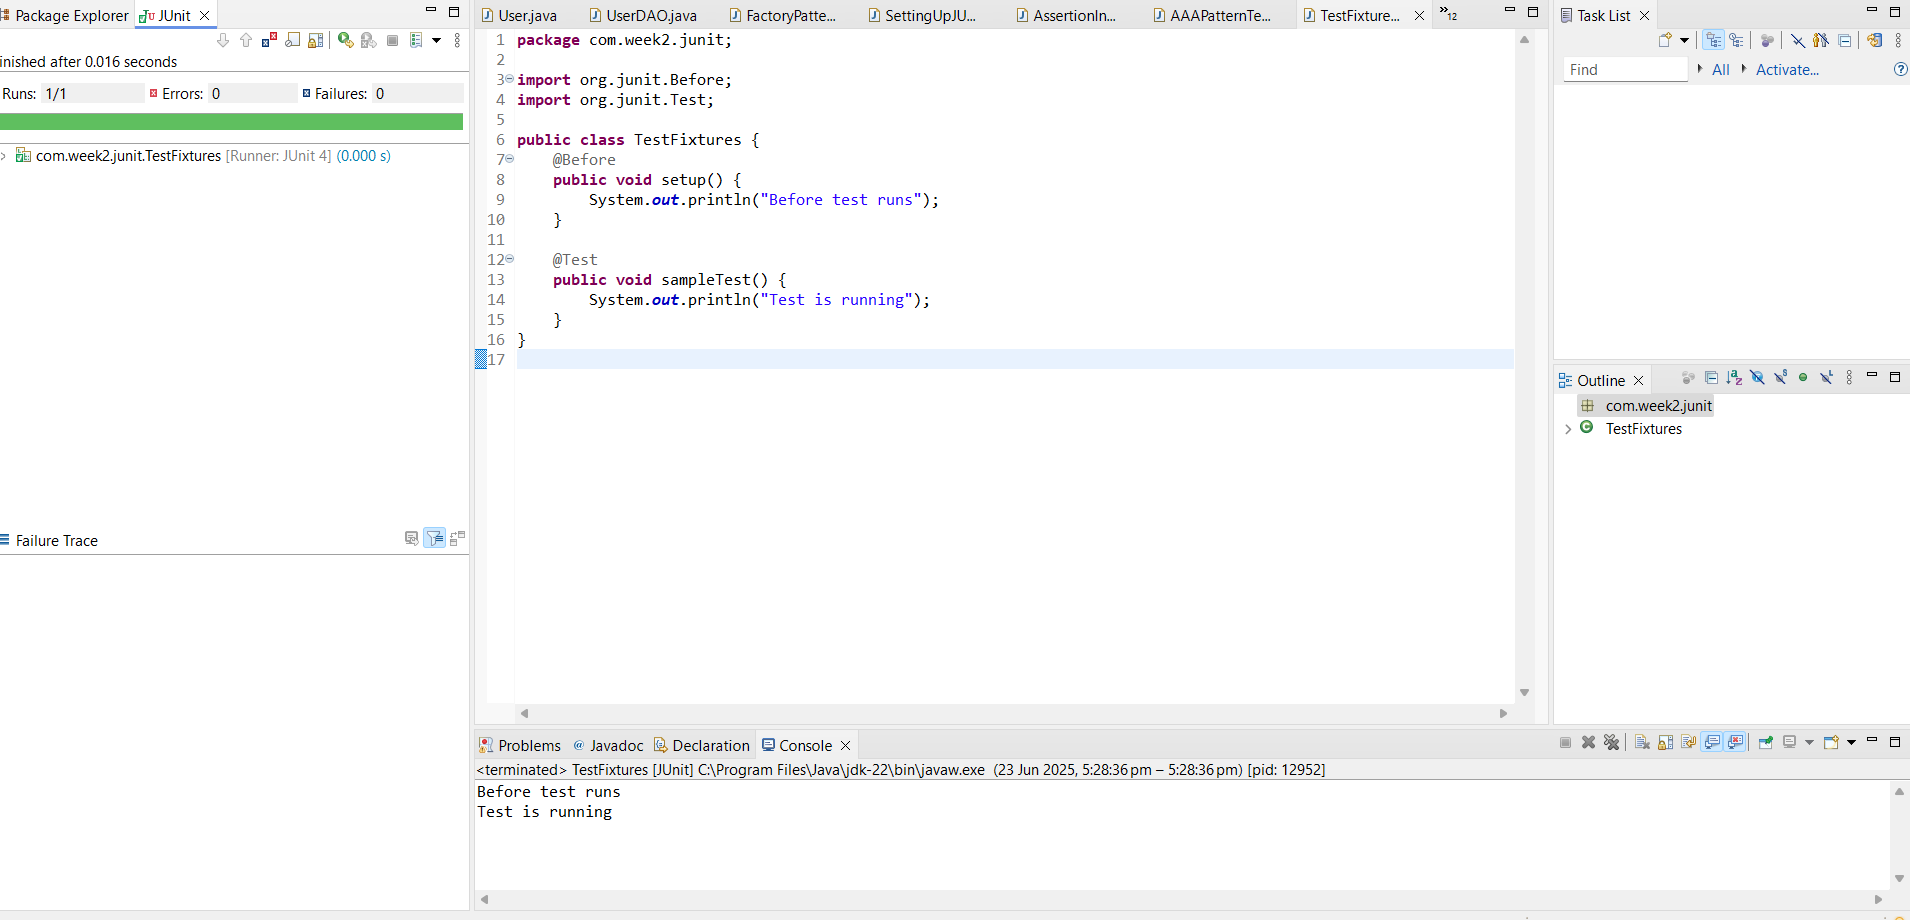 Package Explorer
JUnit
inished after 0.016 seconds
Runs: 1/1
Errors: 0
Failures: 0
com.week2.junit.TestFixtures [Runner: JUnit 4] (0.000 s)
Failure Trace
User.java
UserDAO.java
FactoryPatte...
SettingUpJU...
AssertionIn...
AAAPatternTe...
TestFixture...
»12
1 package com.week2.junit;
2
3 import org.junit.Before;
4 import org.junit.Test;
5
6 public class TestFixtures {
7 @Before
8 public void setup() {
9 System.out.println("Before test runs");
10 }
11
12 @Test
13 public void sampleTest() {
14 System.out.println("Test is running");
15 }
16 }
17
Task List
Find
All
Activate...
Outline
com.week2.junit
TestFixtures
Problems
@ Javadoc
Declaration
Console
<terminated> TestFixtures [JUnit] C:\Program Files\Java\jdk-22\bin\javaw.exe (23 Jun 2025, 5:28:36 pm – 5:28:36 pm) [pid: 12952]
Before test runs
Test is running